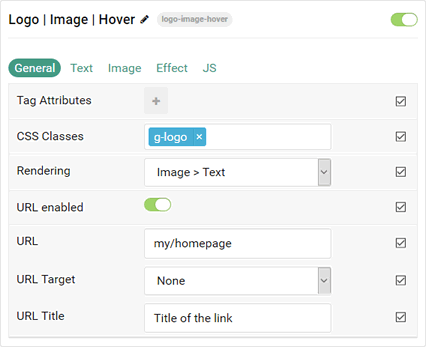 Logo | Image | Hover logo-image-hover
General Text Image Effect JS
Tag Attributes +
CSS Classes g-logo ×
Rendering Image > Text
URL enabled
URL my/homepage
URL Target None
URL Title Title of the link